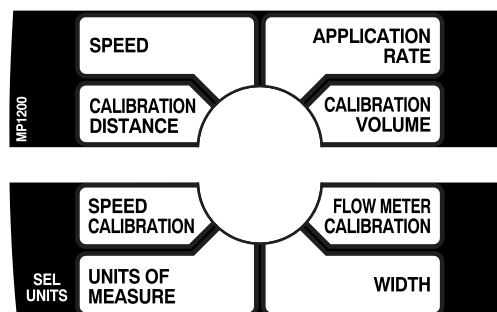 SPEED
APPLICATION
RATE
CALIBRATION
DISTANCE
CALIBRATION
VOLUME
MP1200
SPEED
CALIBRATION
FLOW METER
CALIBRATION
SEL
UNITS
UNITS OF
MEASURE
WIDTH